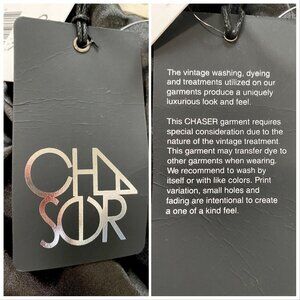 CHA
SER
The vintage washing, dyeing
and treatments utilized on our
garments produce a uniquely
luxurious look and feel.
This CHASER garment requires
special consideration due to the
nature of the vintage treatment
This garment may transfer dye to
other garments when wearing.
We recommend to wash by
itself or with like colors. Print
variation, small holes and
fading are intentional to create
a one of a kind feel.